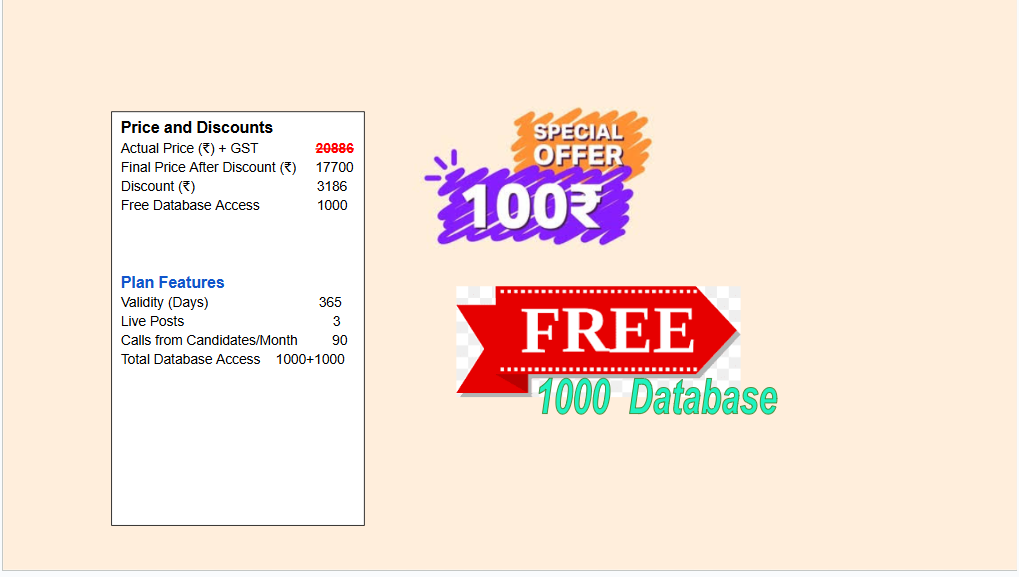 Price and Discounts
Actual Price (₹) + GST 20886
Final Price After Discount (₹) 17700
Discount (₹) 3186
Free Database Access 1000
Plan Features
Validity (Days) 365
Live Posts 3
Calls from Candidates/Month 90
Total Database Access 1000+1000
SPECIAL
OFFER
100₹
FREE
1000 Database